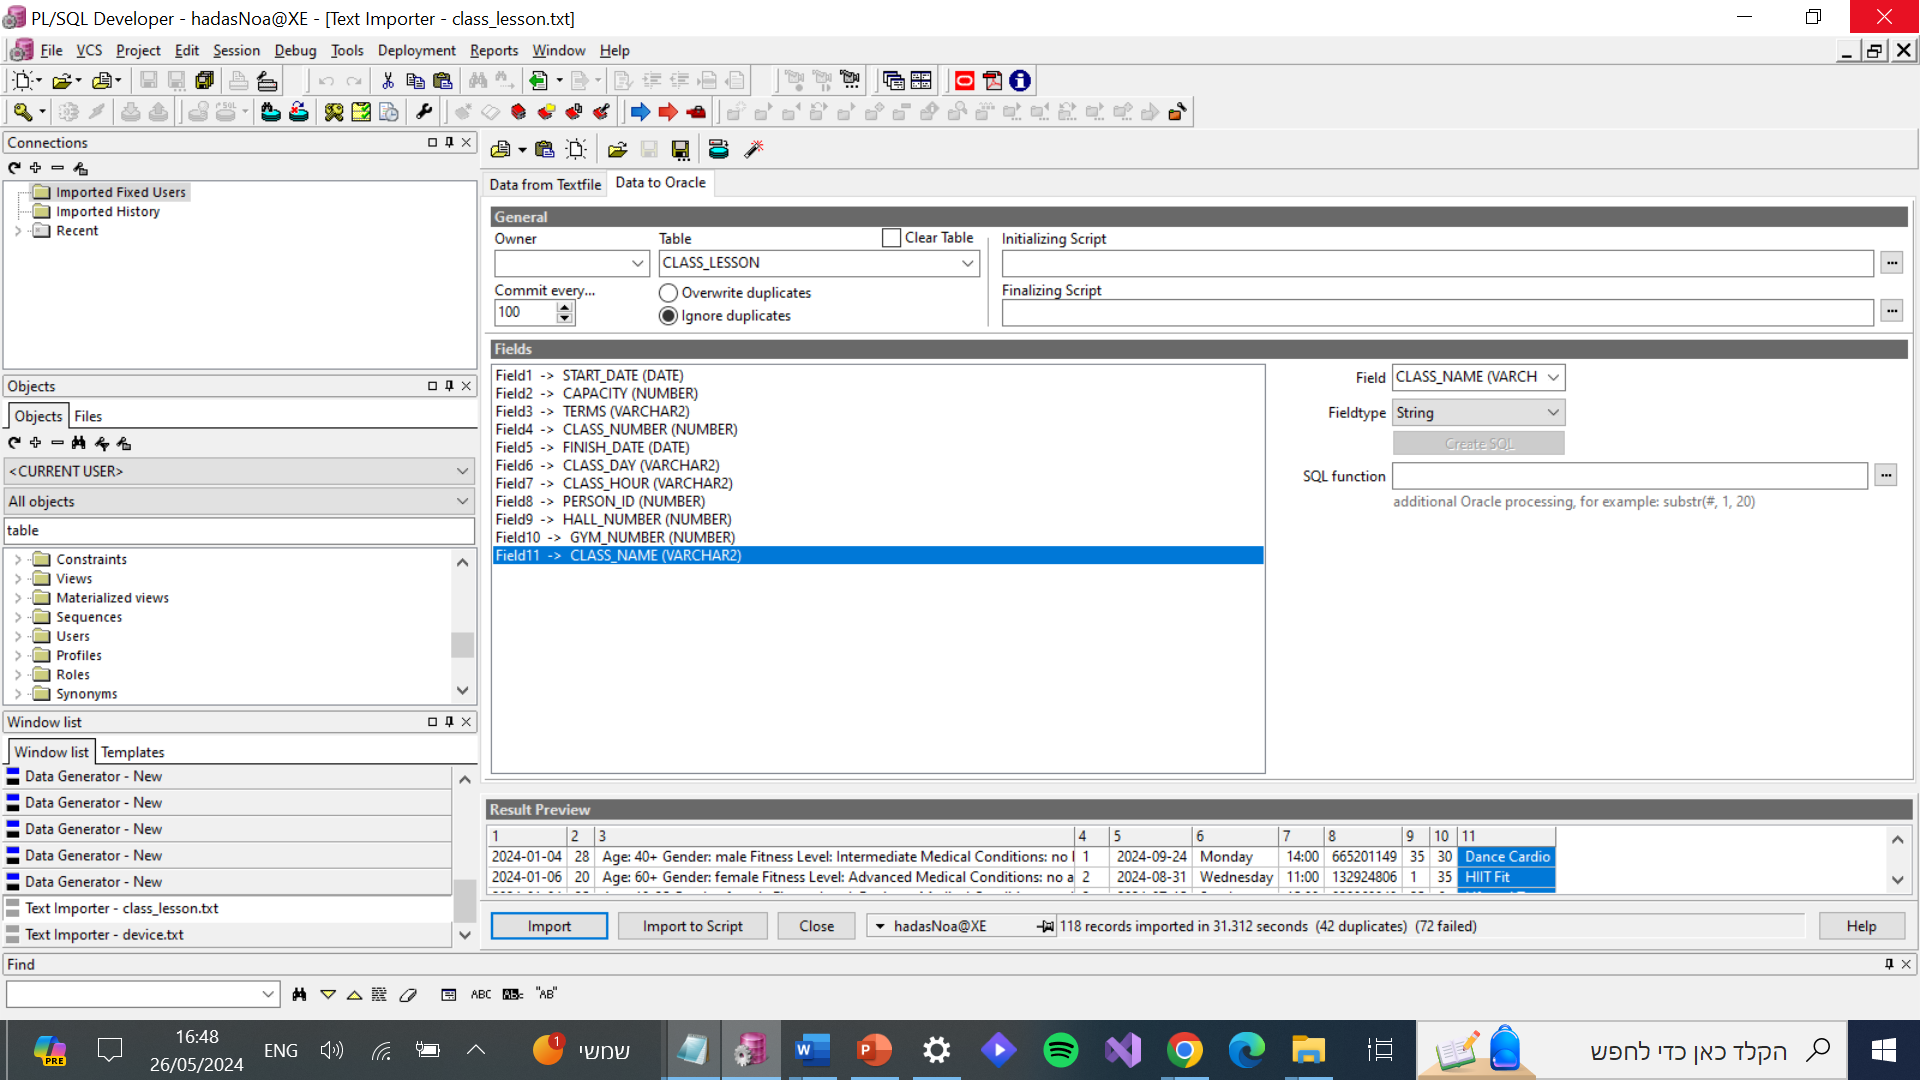 PL/SQL Developer - hadasNoa@XE - [Text Importer - class_lesson.txt]
File VCS Project Edit Session Debug Tools Deployment Reports Window Help
Connections
Imported Fixed Users
Imported History
Recent
Objects
Objects Files
<CURRENT USER>
All objects
table
Constraints
Views
Materialized views
Sequences
Users
Profiles
Roles
Synonyms
Window list
Window list Templates
Data Generator - New
Data Generator - New
Data Generator - New
Data Generator - New
Data Generator - New
Text Importer - class_lesson.txt
Text Importer - device.txt
Data from Textfile Data to Oracle
General
Owner Table Clear Table Initializing Script
CLASS_LESSON
Commit every... Overwrite duplicates Finalizing Script
100 Ignore duplicates
Fields
Field1 -> START_DATE (DATE)
Field2 -> CAPACITY (NUMBER)
Field3 -> TERMS (VARCHAR2)
Field4 -> CLASS_NUMBER (NUMBER)
Field5 -> FINISH_DATE (DATE)
Field6 -> CLASS_DAY (VARCHAR2)
Field7 -> CLASS_HOUR (VARCHAR2)
Field8 -> PERSON_ID (NUMBER)
Field9 -> HALL_NUMBER (NUMBER)
Field10 -> GYM_NUMBER (NUMBER)
Field11 -> CLASS_NAME (VARCHAR2)
Field CLASS_NAME (VARCH
Fieldtype String
Create SQL
SQL function
additional Oracle processing, for example: substr(#, 1, 20)
Result Preview
1 2 3 4 5 6 7 8 9 10 11
2024-01-04 28 Age: 40+ Gender: male Fitness Level: Intermediate Medical Conditions: no 1 2024-09-24 Monday 14:00 665201149 35 30 Dance Cardio
2024-01-06 20 Age: 60+ Gender: female Fitness Level: Advanced Medical Conditions: no a 2 2024-08-31 Wednesday 11:00 132924806 1 35 HIIT Fit
Import Import to Script Close hadasNoa@XE 118 records imported in 31.312 seconds (42 duplicates) (72 failed) Help
Find
ABC "AB"
PRE 16:48 ENG 1 שמשי הקלד כאן כדי לחפש
26/05/2024